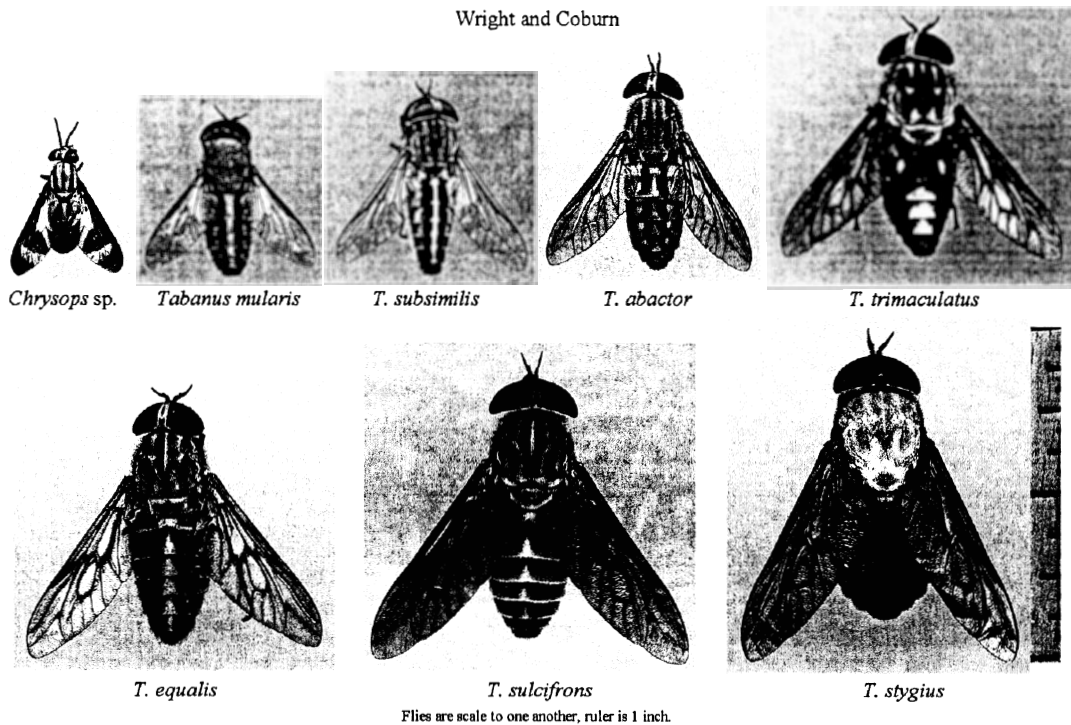 Wright and Coburn
Chrysops sp.
Tabanus mularis
T. subsimilis
T. abactor
T. trimaculatus
T. equalis
T. sulcifrons
T. stygius
Flies are scale to one another, ruler is 1 inch.